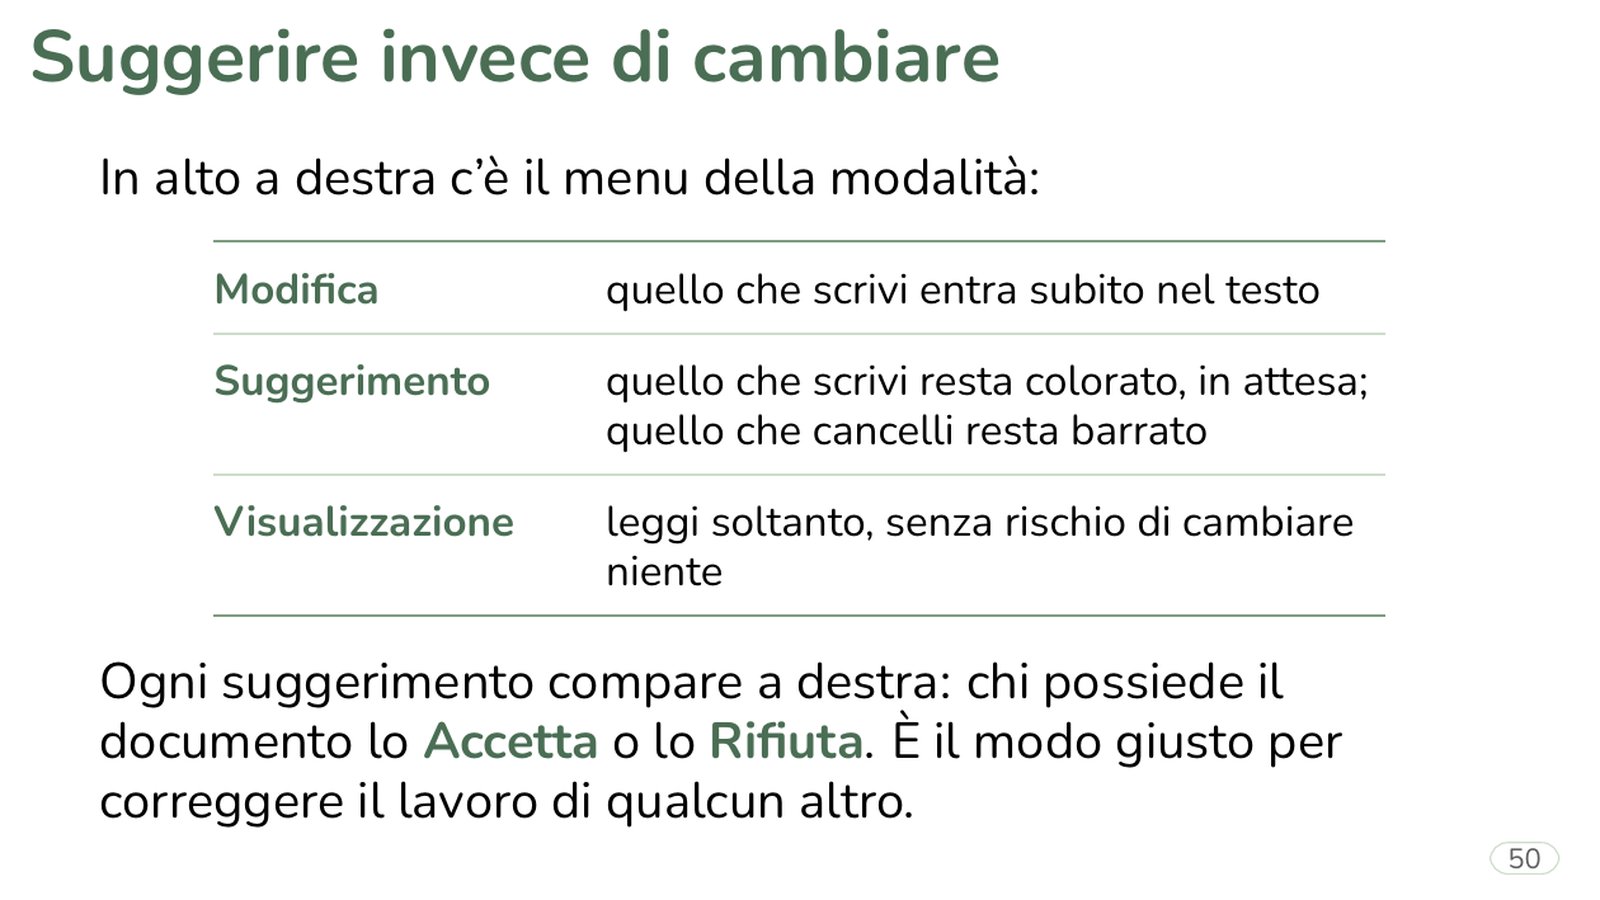 Suggerire invece di cambiare
In alto a destra c’è il menu della modalità:
Modifica quello che scrivi entra subito nel testo
Suggerimento quello che scrivi resta colorato, in attesa;
quello che cancelli resta barrato
Visualizzazione leggi soltanto, senza rischio di cambiare
niente
Ogni suggerimento compare a destra: chi possiede il
documento lo Accetta o lo Rifiuta. È il modo giusto per
correggere il lavoro di qualcun altro.
50